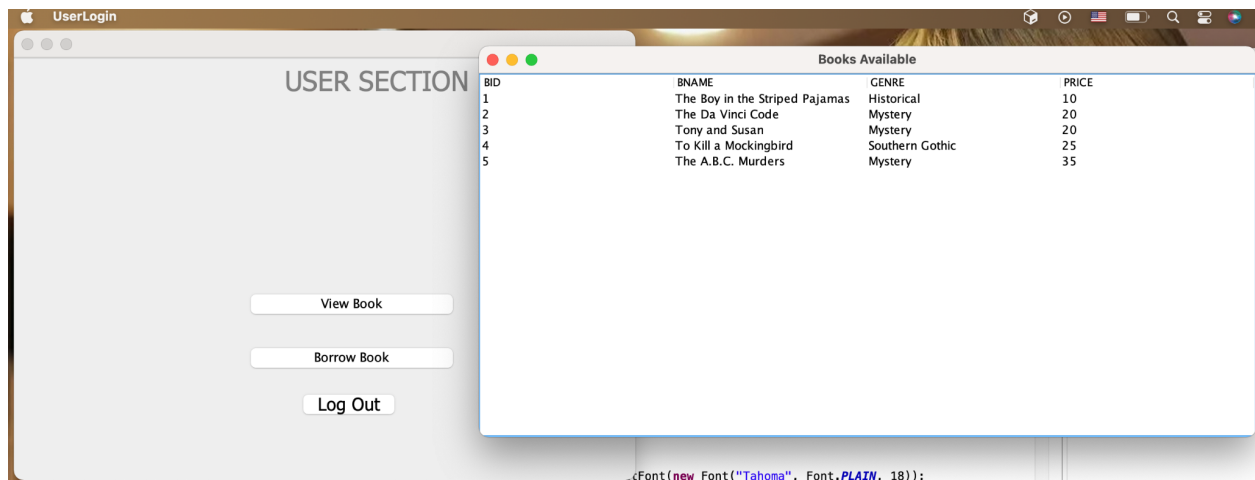 UserLogin
USER SECTION
View Book
Borrow Book
Log Out
Books Available
BID BNAME GENRE PRICE
1 The Boy in the Striped Pajamas Historical 10
2 The Da Vinci Code Mystery 20
3 Tony and Susan Mystery 20
4 To Kill a Mockingbird Southern Gothic 25
5 The A.B.C. Murders Mystery 35
Font(new Font("Tahoma", Font.PLAIN, 18));